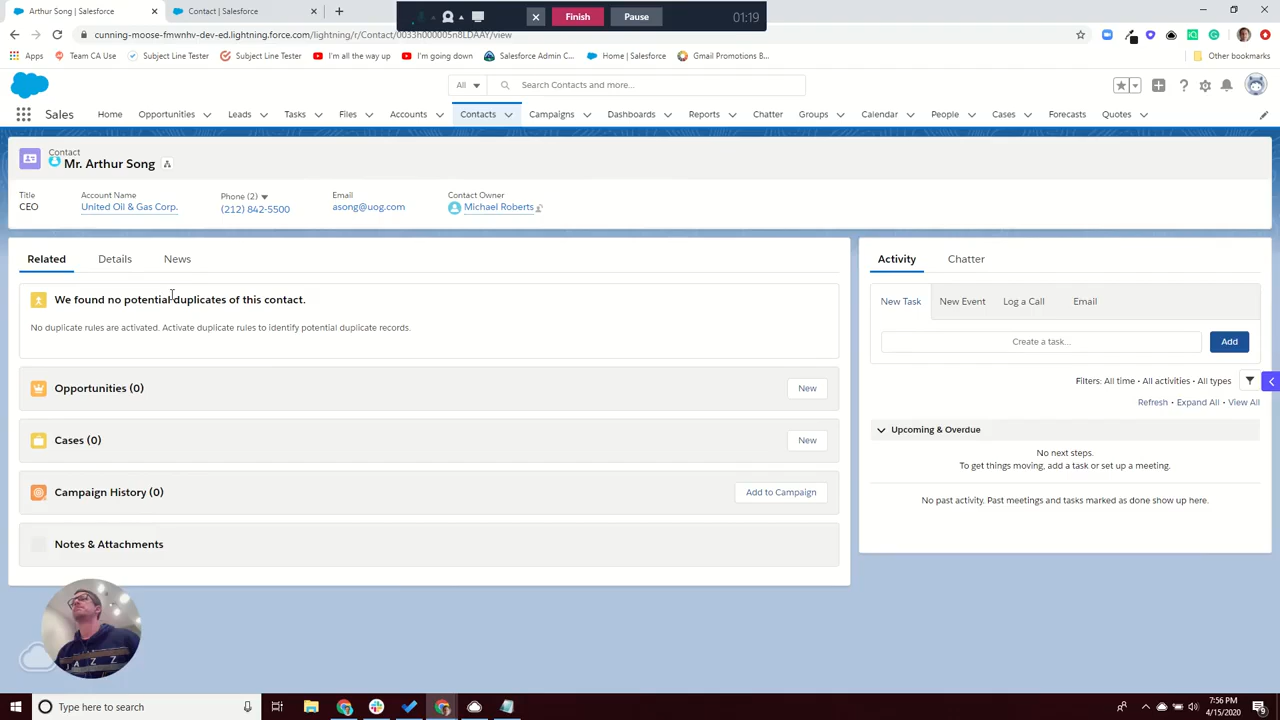 Arthur Song | Salesforce
Contact | Salesforce
Finish
Pause
01:19
cunning-moose-fmwnhv-dev-ed.lightning.force.com/lightning/r/Contact/0033h000005n8LDAAY/view
Apps
Team CA Use
Subject Line Tester
Subject Line Tester
I'm all the way up
I'm going down
Salesforce Admin C...
Home | Salesforce
Gmail Promotions B...
Other bookmarks
All
Search Contacts and more...
Sales
Home
Opportunities
Leads
Tasks
Files
Accounts
Contacts
Campaigns
Dashboards
Reports
Chatter
Groups
Calendar
People
Cases
Forecasts
Quotes
Contact
Mr. Arthur Song
Title
CEO
Account Name
United Oil & Gas Corp.
Phone (2)
(212) 842-5500
Email
asong@uog.com
Contact Owner
Michael Roberts
Related
Details
News
We found no potential duplicates of this contact.
No duplicate rules are activated. Activate duplicate rules to identify potential duplicate records.
Opportunities (0)
New
Cases (0)
New
Campaign History (0)
Add to Campaign
Notes & Attachments
Activity
Chatter
New Task
New Event
Log a Call
Email
Create a task...
Add
Filters: All time • All activities • All types
Refresh • Expand All • View All
Upcoming & Overdue
No next steps.
To get things moving, add a task or set up a meeting.
No past activity. Past meetings and tasks marked as done show up here.
A Z Z
Type here to search
7:56 PM
4/15/2020